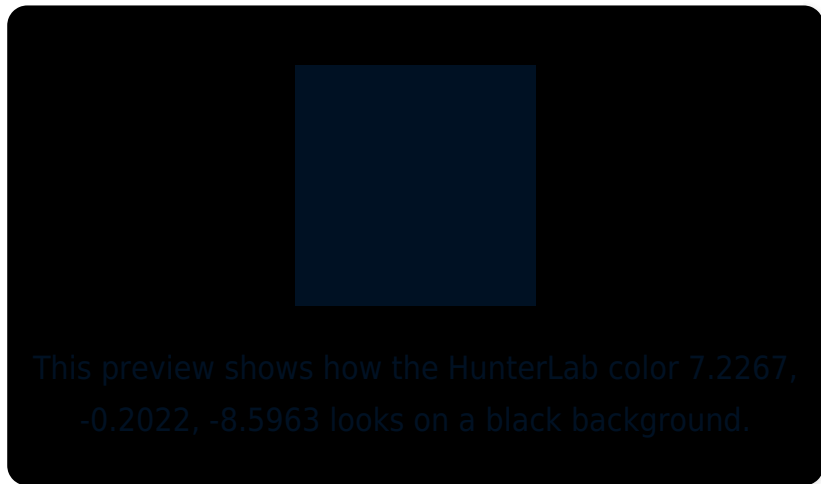 This preview shows how the HunterLab color 7.2267,
-0.2022, -8.5963 looks on a black background.